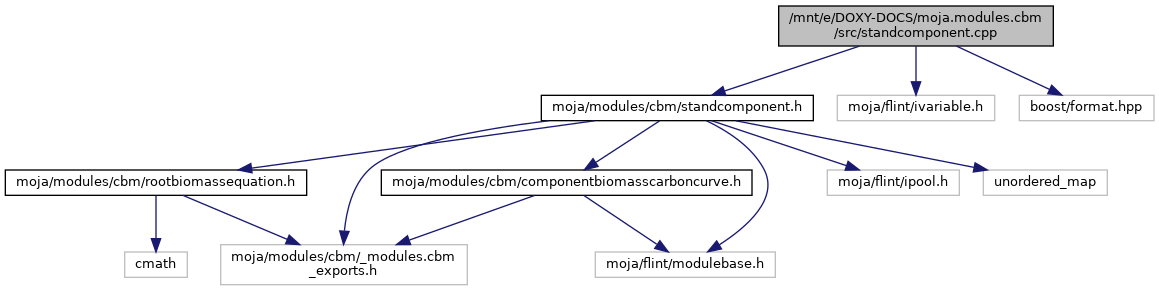 /mnt/e/DOXY-DOCS/moja.modules.cbm
/src/standcomponent.cpp
moja/modules/cbm/standcomponent.h
moja/flint/ivariable.h
boost/format.hpp
moja/modules/cbm/rootbiomassequation.h
moja/modules/cbm/componentbiomasscarboncurve.h
moja/flint/ipool.h
unordered_map
cmath
moja/modules/cbm/_modules.cbm
_exports.h
moja/flint/modulebase.h